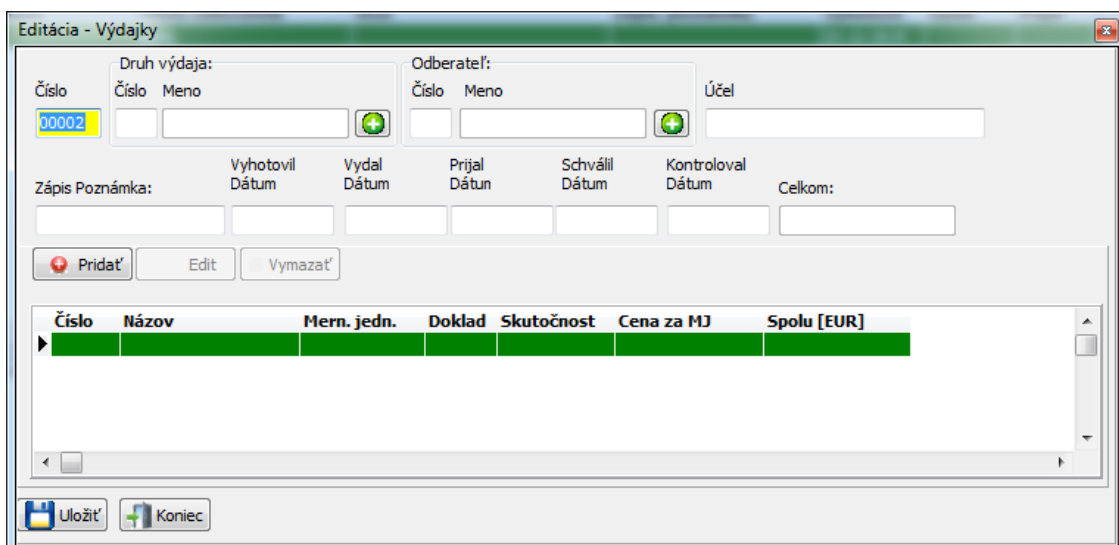 Editácia - Výdajky
Druh výdaja: Odberateľ:
Číslo Číslo Meno Číslo Meno Účel
00002
Vyhotovil Vydal Prijal Schválil Kontroloval
Zápis Poznámka: Dátum Dátum Dátun Dátum Dátum Celkom:
Pridať Edit Vymazať
Číslo Názov Mern. jedn. Doklad Skutočnost Cena za MJ Spolu [EUR]
Uložiť Koniec